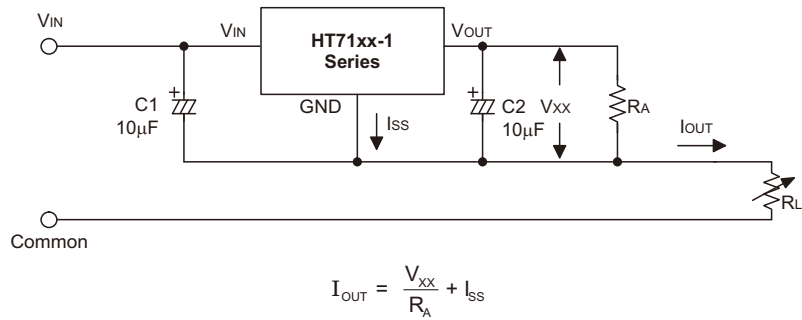 VIN
VIN
HT71xx-1
Series
VOUT
C1
10μF
GND
ISS
C2
10μF
VXX
RA
IOUT
RL
Common
IOUT = VXX / RA + ISS